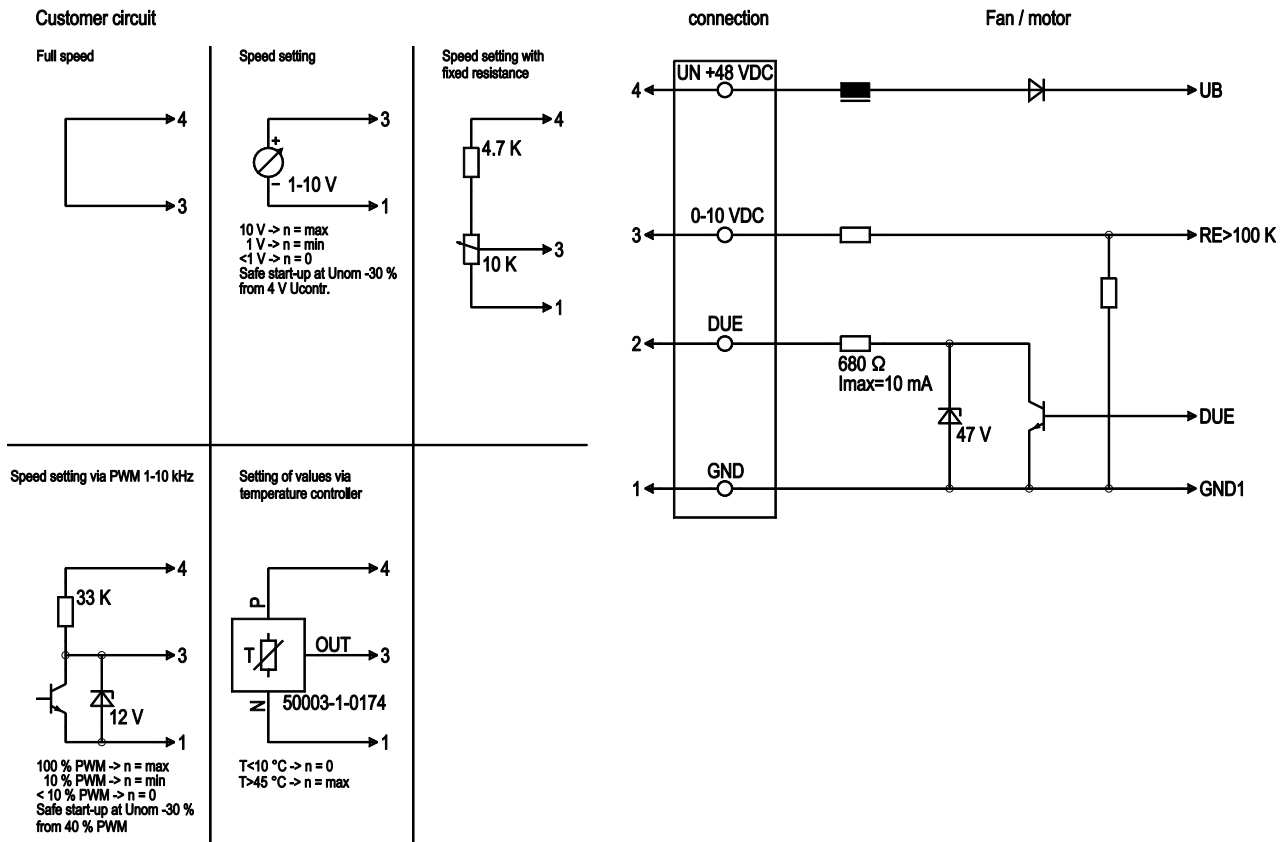 Customer circuit
Full speed
4
3
Speed setting
3
+
– 1-10 V
1
10 V -> n = max
1 V -> n = min
<1 V -> n = 0
Safe start-up at Unom -30 %
from 4 V Ucontr.
Speed setting with
fixed resistance
4
4.7 K
3
10 K
1
Speed setting via PWM 1-10 kHz
4
33 K
3
12 V
1
100 % PWM -> n = max
10 % PWM -> n = min
< 10 % PWM -> n = 0
Safe start-up at Unom -30 %
from 40 % PWM
Setting of values via
temperature controller
4
P
T
OUT
3
N
50003-1-0174
1
T<10 °C -> n = 0
T>45 °C -> n = max
connection
Fan / motor
UN +48 VDC
4
UB
0-10 VDC
3
RE>100 K
DUE
2
680 Ω
Imax=10 mA
47 V
DUE
GND
1
GND1